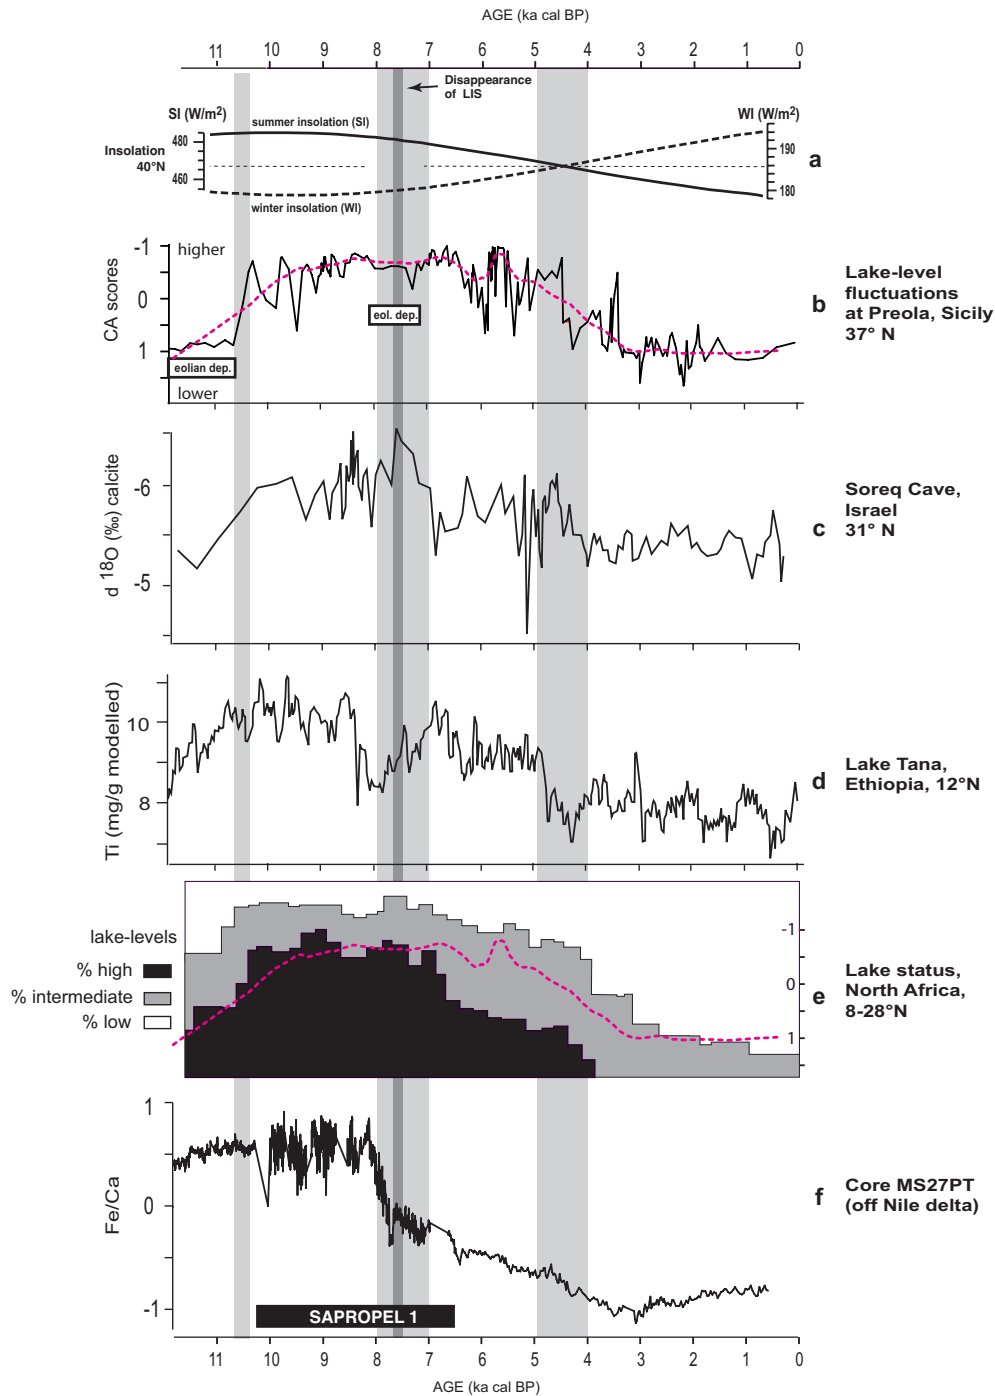 AGE (ka cal BP)
11 10 9 8 7 6 5 4 3 2 1 0
Disappearance
of LIS
SI (W/m²)
WI (W/m²)
summer insolation (SI)
480
190
Insolation
40°N
a
460
180
winter insolation (WI)
-1
higher
CA scores
0
eol. dep.
1
eolian dep.
lower
b
Lake-level
fluctuations
at Preola, Sicily
37° N
d ¹⁸O (‰) calcite
-6
-5
c
Soreq Cave,
Israel
31° N
Ti (mg/g modelled)
10
8
d
Lake Tana,
Ethiopia, 12°N
lake-levels
% high
% intermediate
% low
-1
0
1
e
Lake status,
North Africa,
8-28°N
Fe/Ca
1
0
-1
SAPROPEL 1
f
Core MS27PT
(off Nile delta)
11 10 9 8 7 6 5 4 3 2 1 0
AGE (ka cal BP)